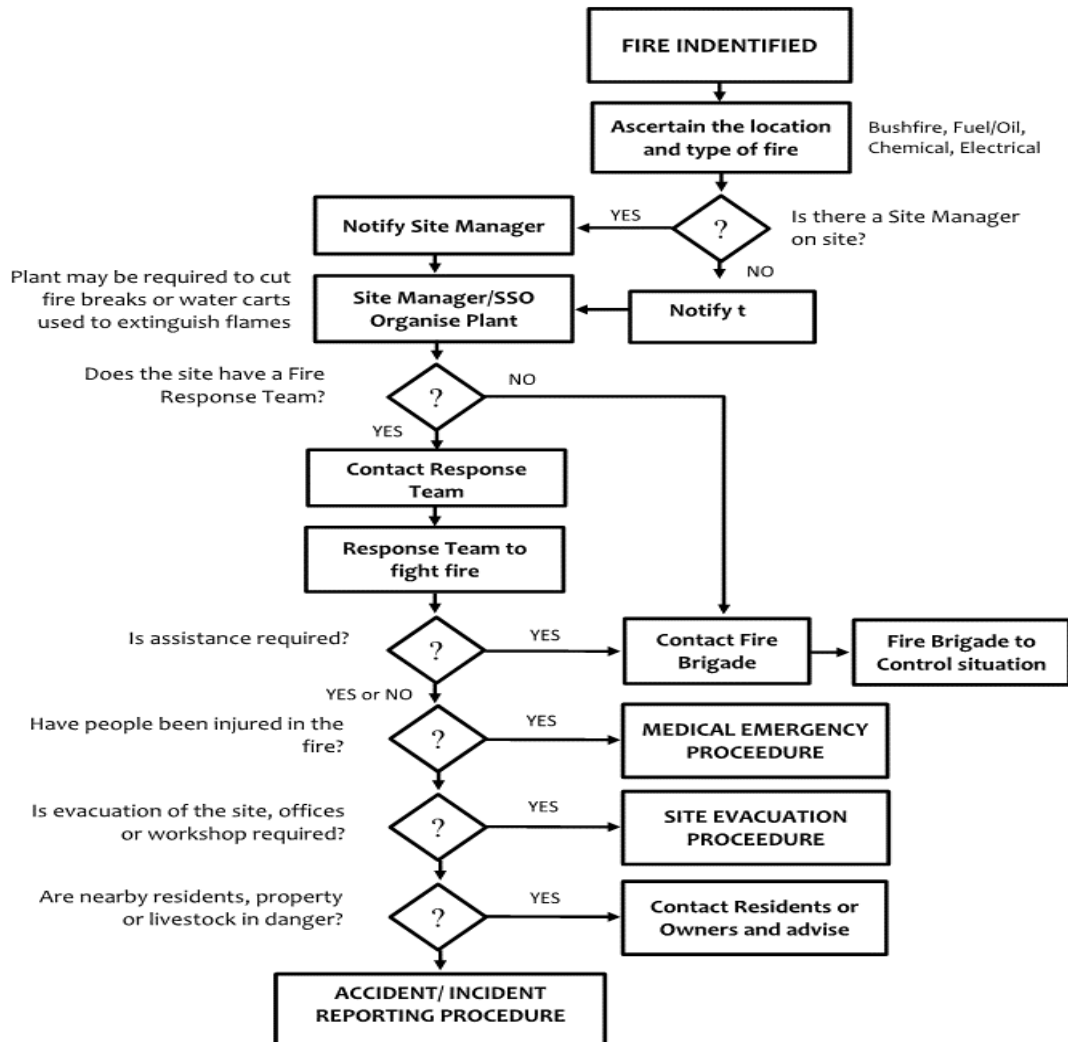 FIRE INDENTIFIED
Ascertain the location
and type of fire
Bushfire, Fuel/Oil,
Chemical, Electrical
?
Is there a Site Manager
on site?
YES
NO
Notify Site Manager
Notify t
Plant may be required to cut
fire breaks or water carts
used to extinguish flames
Site Manager/SSO
Organise Plant
Does the site have a Fire
Response Team?
?
NO
YES
Contact Response
Team
Response Team to
fight fire
Is assistance required?
?
YES
Contact Fire
Brigade
Fire Brigade to
Control situation
YES or NO
Have people been injured in the
fire?
?
YES
MEDICAL EMERGENCY
PROCEEDURE
Is evacuation of the site, offices
or workshop required?
?
YES
SITE EVACUATION
PROCEEDURE
Are nearby residents, property
or livestock in danger?
?
YES
Contact Residents or
Owners and advise
ACCIDENT/ INCIDENT
REPORTING PROCEDURE